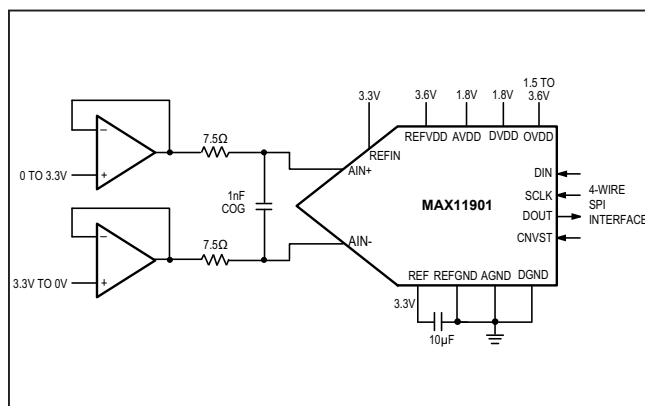 1.5 TO
3.6V
3.3V
3.6V
1.8V
1.8V
REFVDD
AVDD
DVDD
OVDD
7.5Ω
−
+
0 TO 3.3V
REFIN
AIN+
DIN
SCLK
DOUT
CNVST
4-WIRE
SPI
INTERFACE
1nF
COG
MAX11901
AIN-
7.5Ω
−
+
3.3V TO 0V
REF
REFGND
AGND
DGND
3.3V
10µF